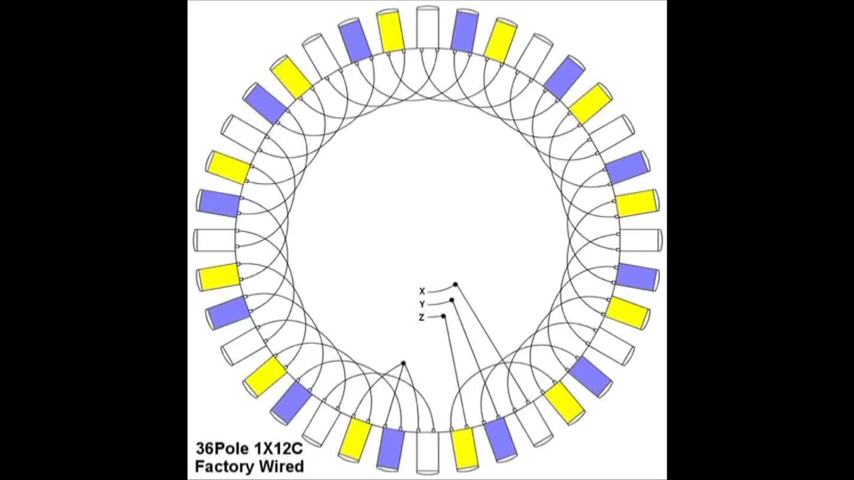 X
Y
Z
36Pole 1X12C
Factory Wired